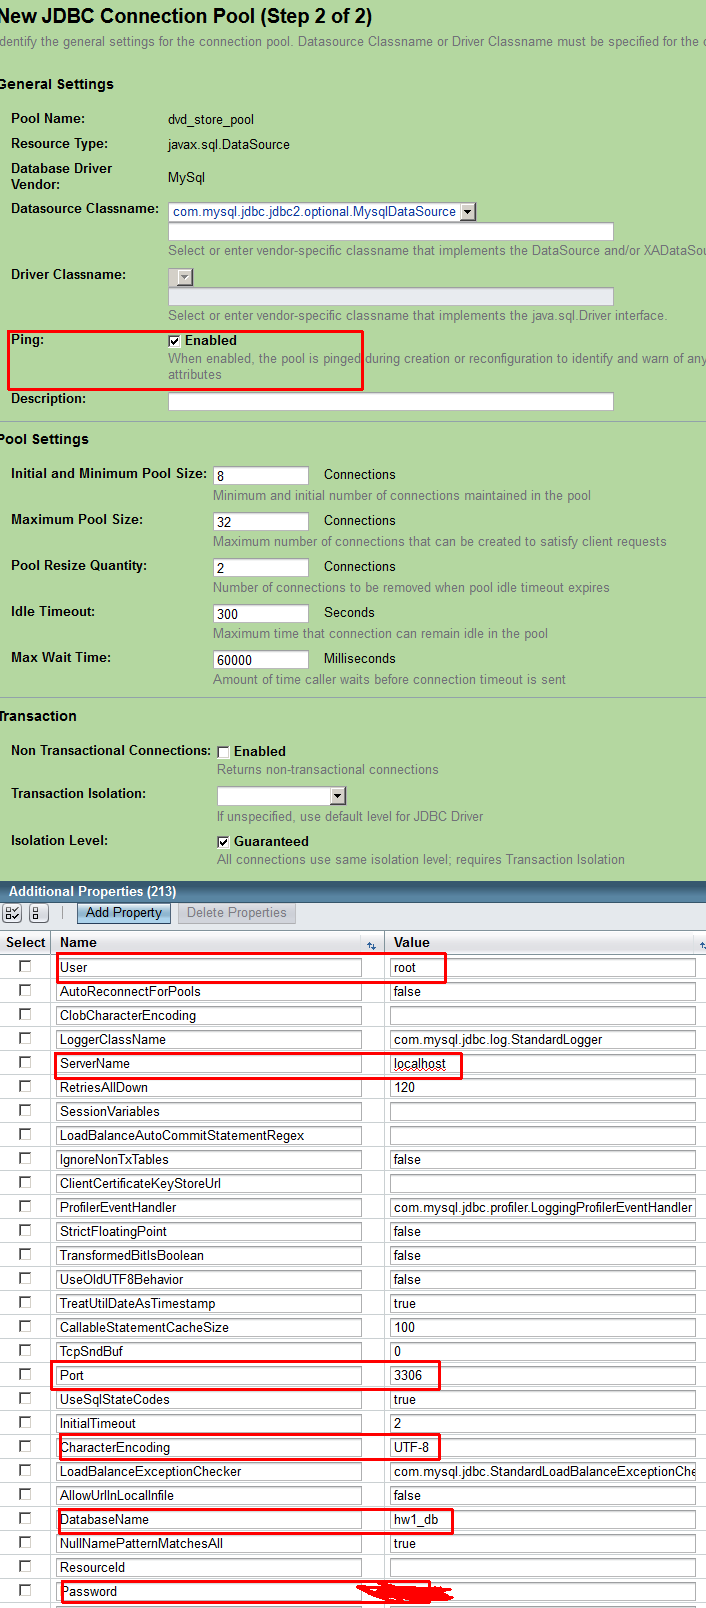 New JDBC Connection Pool (Step 2 of 2)
dentify the general settings for the connection pool. Datasource Classname or Driver Classname must be specified for the
General Settings
Pool Name: dvd_store_pool
Resource Type: javax.sql.DataSource
Database Driver
Vendor: MySql
Datasource Classname: com.mysql.jdbc.jdbc2.optional.MysqlDataSource
Select or enter vendor-specific classname that implements the DataSource and/or XADataSou
Driver Classname:
Select or enter vendor-specific classname that implements the java.sql.Driver interface.
Ping: Enabled
When enabled, the pool is pinged during creation or reconfiguration to identify and warn of any
attributes
Description:
Pool Settings
Initial and Minimum Pool Size: 8 Connections
Minimum and initial number of connections maintained in the pool
Maximum Pool Size: 32 Connections
Maximum number of connections that can be created to satisfy client requests
Pool Resize Quantity: 2 Connections
Number of connections to be removed when pool idle timeout expires
Idle Timeout: 300 Seconds
Maximum time that connection can remain idle in the pool
Max Wait Time: 60000 Milliseconds
Amount of time caller waits before connection timeout is sent
Transaction
Non Transactional Connections: Enabled
Returns non-transactional connections
Transaction Isolation:
If unspecified, use default level for JDBC Driver
Isolation Level: Guaranteed
All connections use same isolation level; requires Transaction Isolation
Additional Properties (213)
Add Property Delete Properties
Select Name Value
User root
AutoReconnectForPools false
ClobCharacterEncoding
LoggerClassName com.mysql.jdbc.log.StandardLogger
ServerName localhost
RetriesAllDown 120
SessionVariables
LoadBalanceAutoCommitStatementRegex
IgnoreNonTxTables false
ClientCertificateKeyStoreUrl
ProfilerEventHandler com.mysql.jdbc.profiler.LoggingProfilerEventHandler
StrictFloatingPoint false
TransformedBitIsBoolean false
UseOldUTF8Behavior false
TreatUtilDateAsTimestamp true
CallableStatementCacheSize 100
TcpSndBuf 0
Port 3306
UseSqlStateCodes true
InitialTimeout 2
CharacterEncoding UTF-8
LoadBalanceExceptionChecker com.mysql.jdbc.StandardLoadBalanceExceptionChe
AllowUrlInLocalInfile false
DatabaseName hw1_db
NullNamePatternMatchesAll true
ResourceId
Password